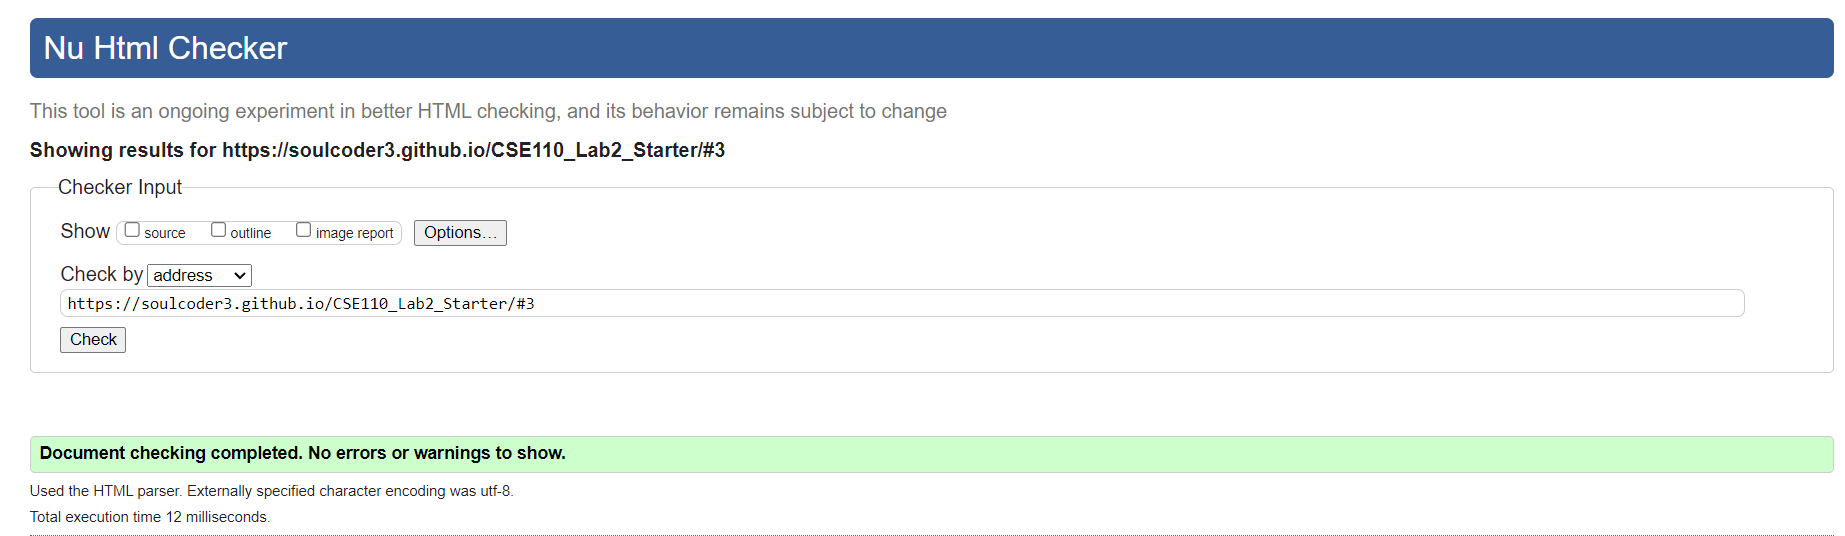 Nu Html Checker
This tool is an ongoing experiment in better HTML checking, and its behavior remains subject to change
Showing results for https://soulcoder3.github.io/CSE110_Lab2_Starter/#3
Checker Input
Show source outline image report Options…
Check by address
https://soulcoder3.github.io/CSE110_Lab2_Starter/#3
Check
Document checking completed. No errors or warnings to show.
Used the HTML parser. Externally specified character encoding was utf-8.
Total execution time 12 milliseconds.